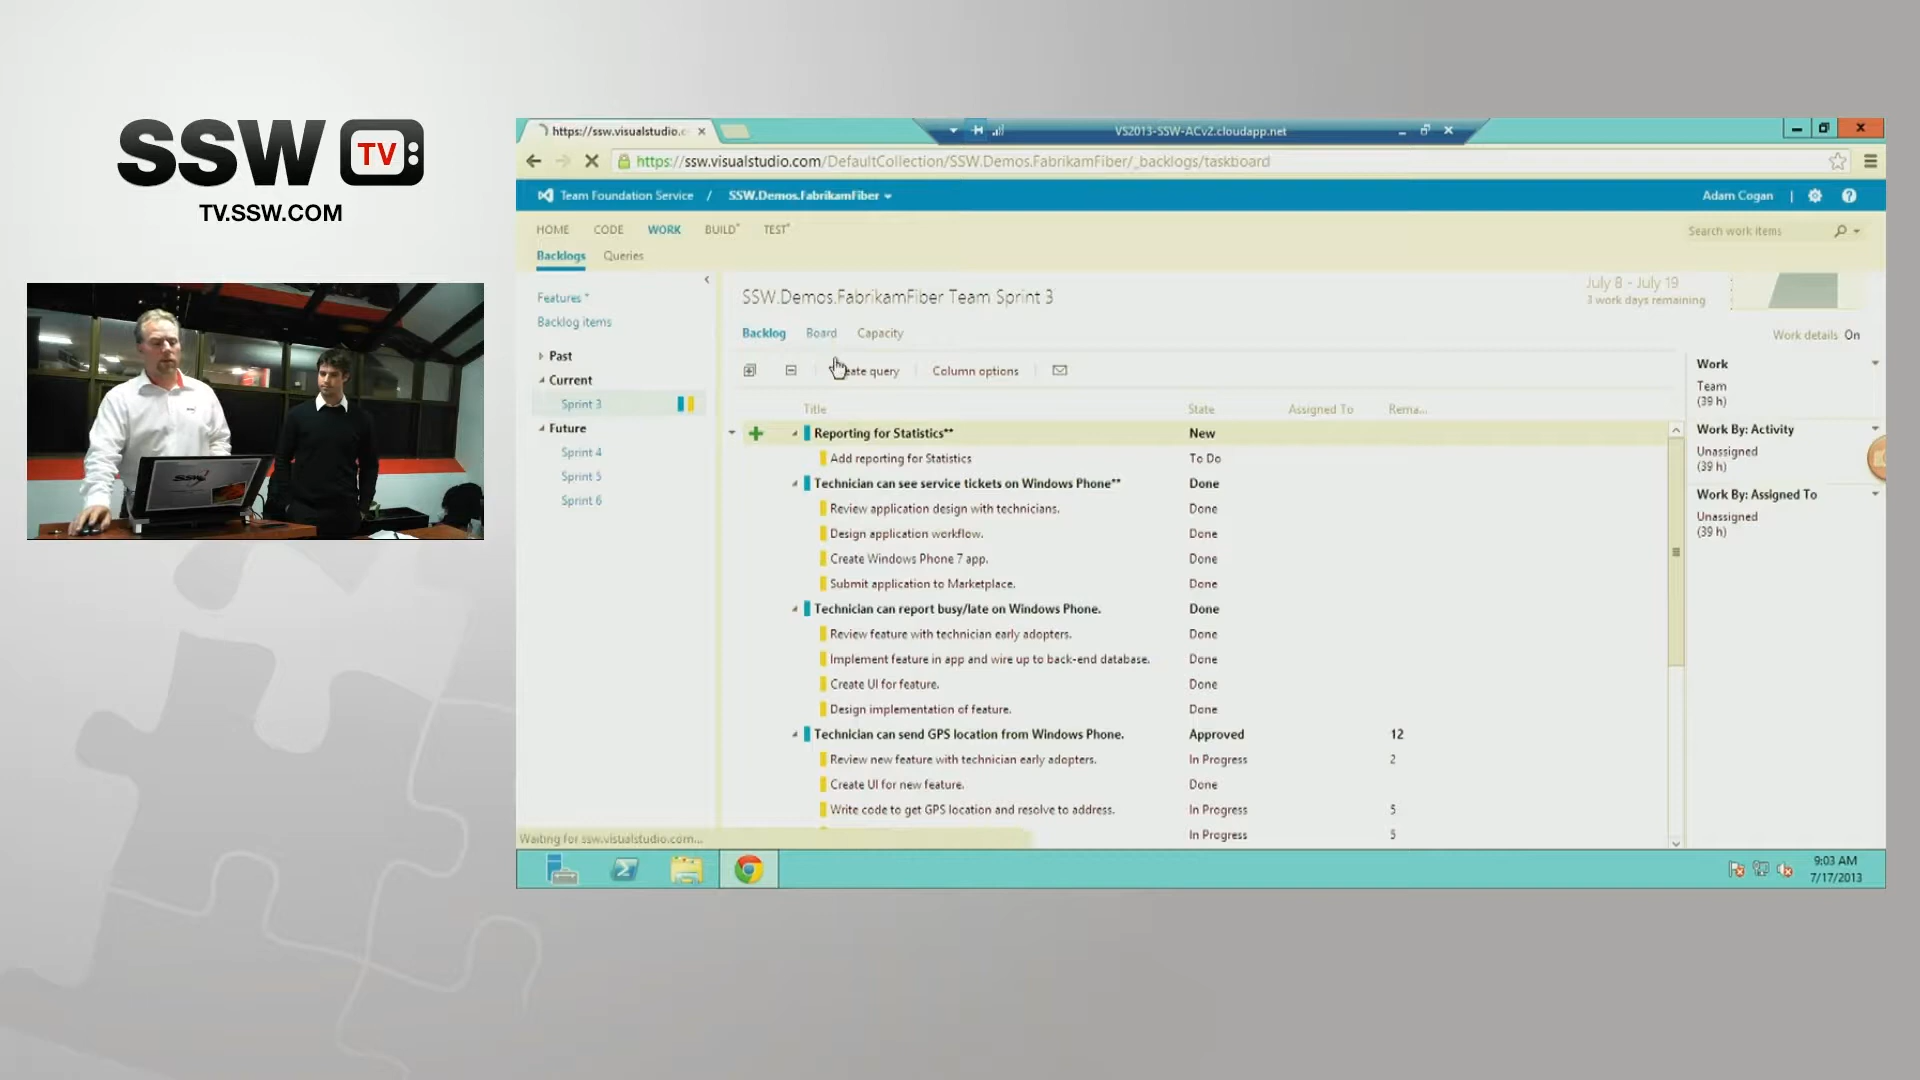 SSW TV:
TV.SSW.COM
https://ssw.visualstudio.c
VS2013-SSW-ACv2.cloudapp.net
https://ssw.visualstudio.com/DefaultCollection/SSW.Demos.FabrikamFiber/_backlogs/taskboard
Team Foundation Service / SSW.Demos.FabrikamFiber
Adam Cogan |
HOME CODE WORK BUILD* TEST*
Search work items
Backlogs Queries
Features *
Backlog items
Past
Current
Sprint 3
Future
Sprint 4
Sprint 5
Sprint 6
SSW.Demos.FabrikamFiber Team Sprint 3
July 8 - July 19
3 work days remaining
Backlog Board Capacity
Work details On
eate query Column options
Title State Assigned To Rema...
Reporting for Statistics** New
Add reporting for Statistics To Do
Technician can see service tickets on Windows Phone** Done
Review application design with technicians. Done
Design application workflow. Done
Create Windows Phone 7 app. Done
Submit application to Marketplace. Done
Technician can report busy/late on Windows Phone. Done
Review feature with technician early adopters. Done
Implement feature in app and wire up to back-end database. Done
Create UI for feature. Done
Design implementation of feature. Done
Technician can send GPS location from Windows Phone. Approved 12
Review new feature with technician early adopters. In Progress 2
Create UI for new feature. Done
Write code to get GPS location and resolve to address. In Progress 5
In Progress 5
Work
Team
(39 h)
Work By: Activity
Unassigned
(39 h)
Work By: Assigned To
Unassigned
(39 h)
Waiting for ssw.visualstudio.com...
9:03 AM
7/17/2013
SSW